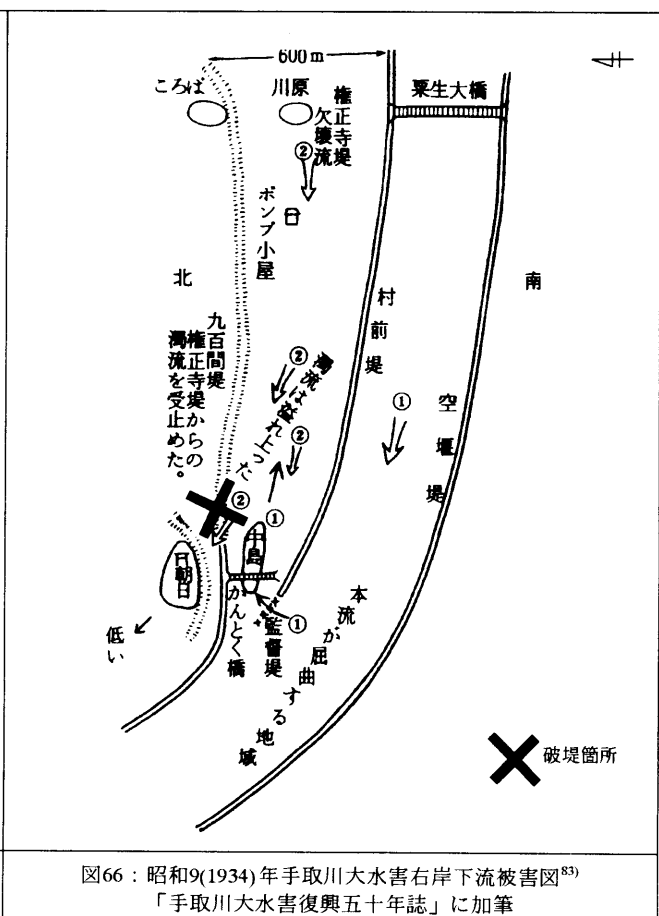 600m
ころば
川原
権正寺堤
欠壊流
②
粟生大橋
ポンプ小屋
北
南
村前堤
空堰堤
①
九百間堤
権正寺堤からの
濁流を受止めた。
濁流は溢れ上った
②
②
②
①
中島
日朝日
がんとく橋
監督堤
①
低い
本流が屈曲する地域
破堤箇所
図66：昭和9(1934)年手取川大水害右岸下流被害図83)
「手取川大水害復興五十年誌」に加筆